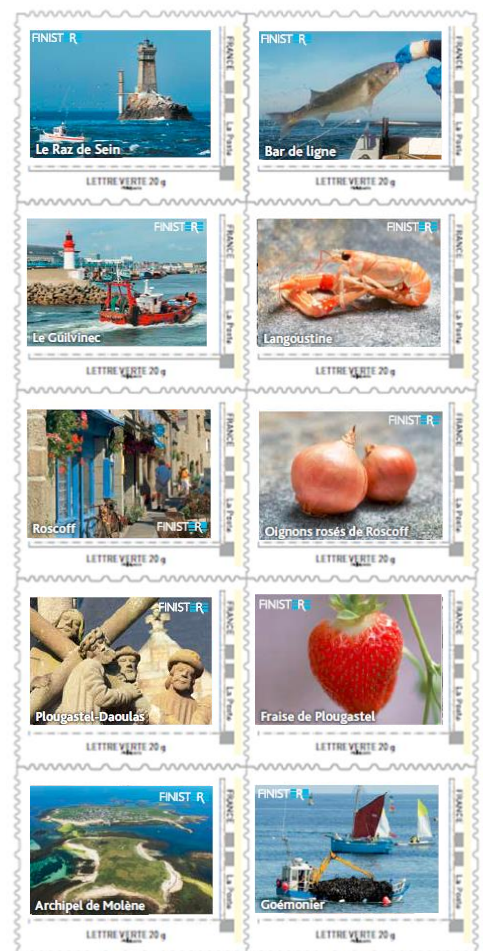 FINISTERE
Le Raz de Sein
FRANCE
La Poste
LETTRE VERTE 20 g
FINISTERE
Bar de ligne
FRANCE
La Poste
LETTRE VERTE 20 g
FINISTERE
Le Guilvinec
FRANCE
La Poste
LETTRE VERTE 20 g
FINISTERE
Langoustine
FRANCE
La Poste
LETTRE VERTE 20 g
Roscoff
FINISTERE
FRANCE
La Poste
LETTRE VERTE 20 g
FINISTERE
Oignons rosés de Roscoff
FRANCE
La Poste
LETTRE VERTE 20 g
FINISTERE
Plougastel-Daoulas
FRANCE
La Poste
LETTRE VERTE 20 g
FINISTERE
Fraise de Plougastel
FRANCE
La Poste
LETTRE VERTE 20 g
FINISTERE
Archipel de Molène
FRANCE
La Poste
LETTRE VERTE 20 g
FINISTERE
Goémonier
FRANCE
La Poste
LETTRE VERTE 20 g